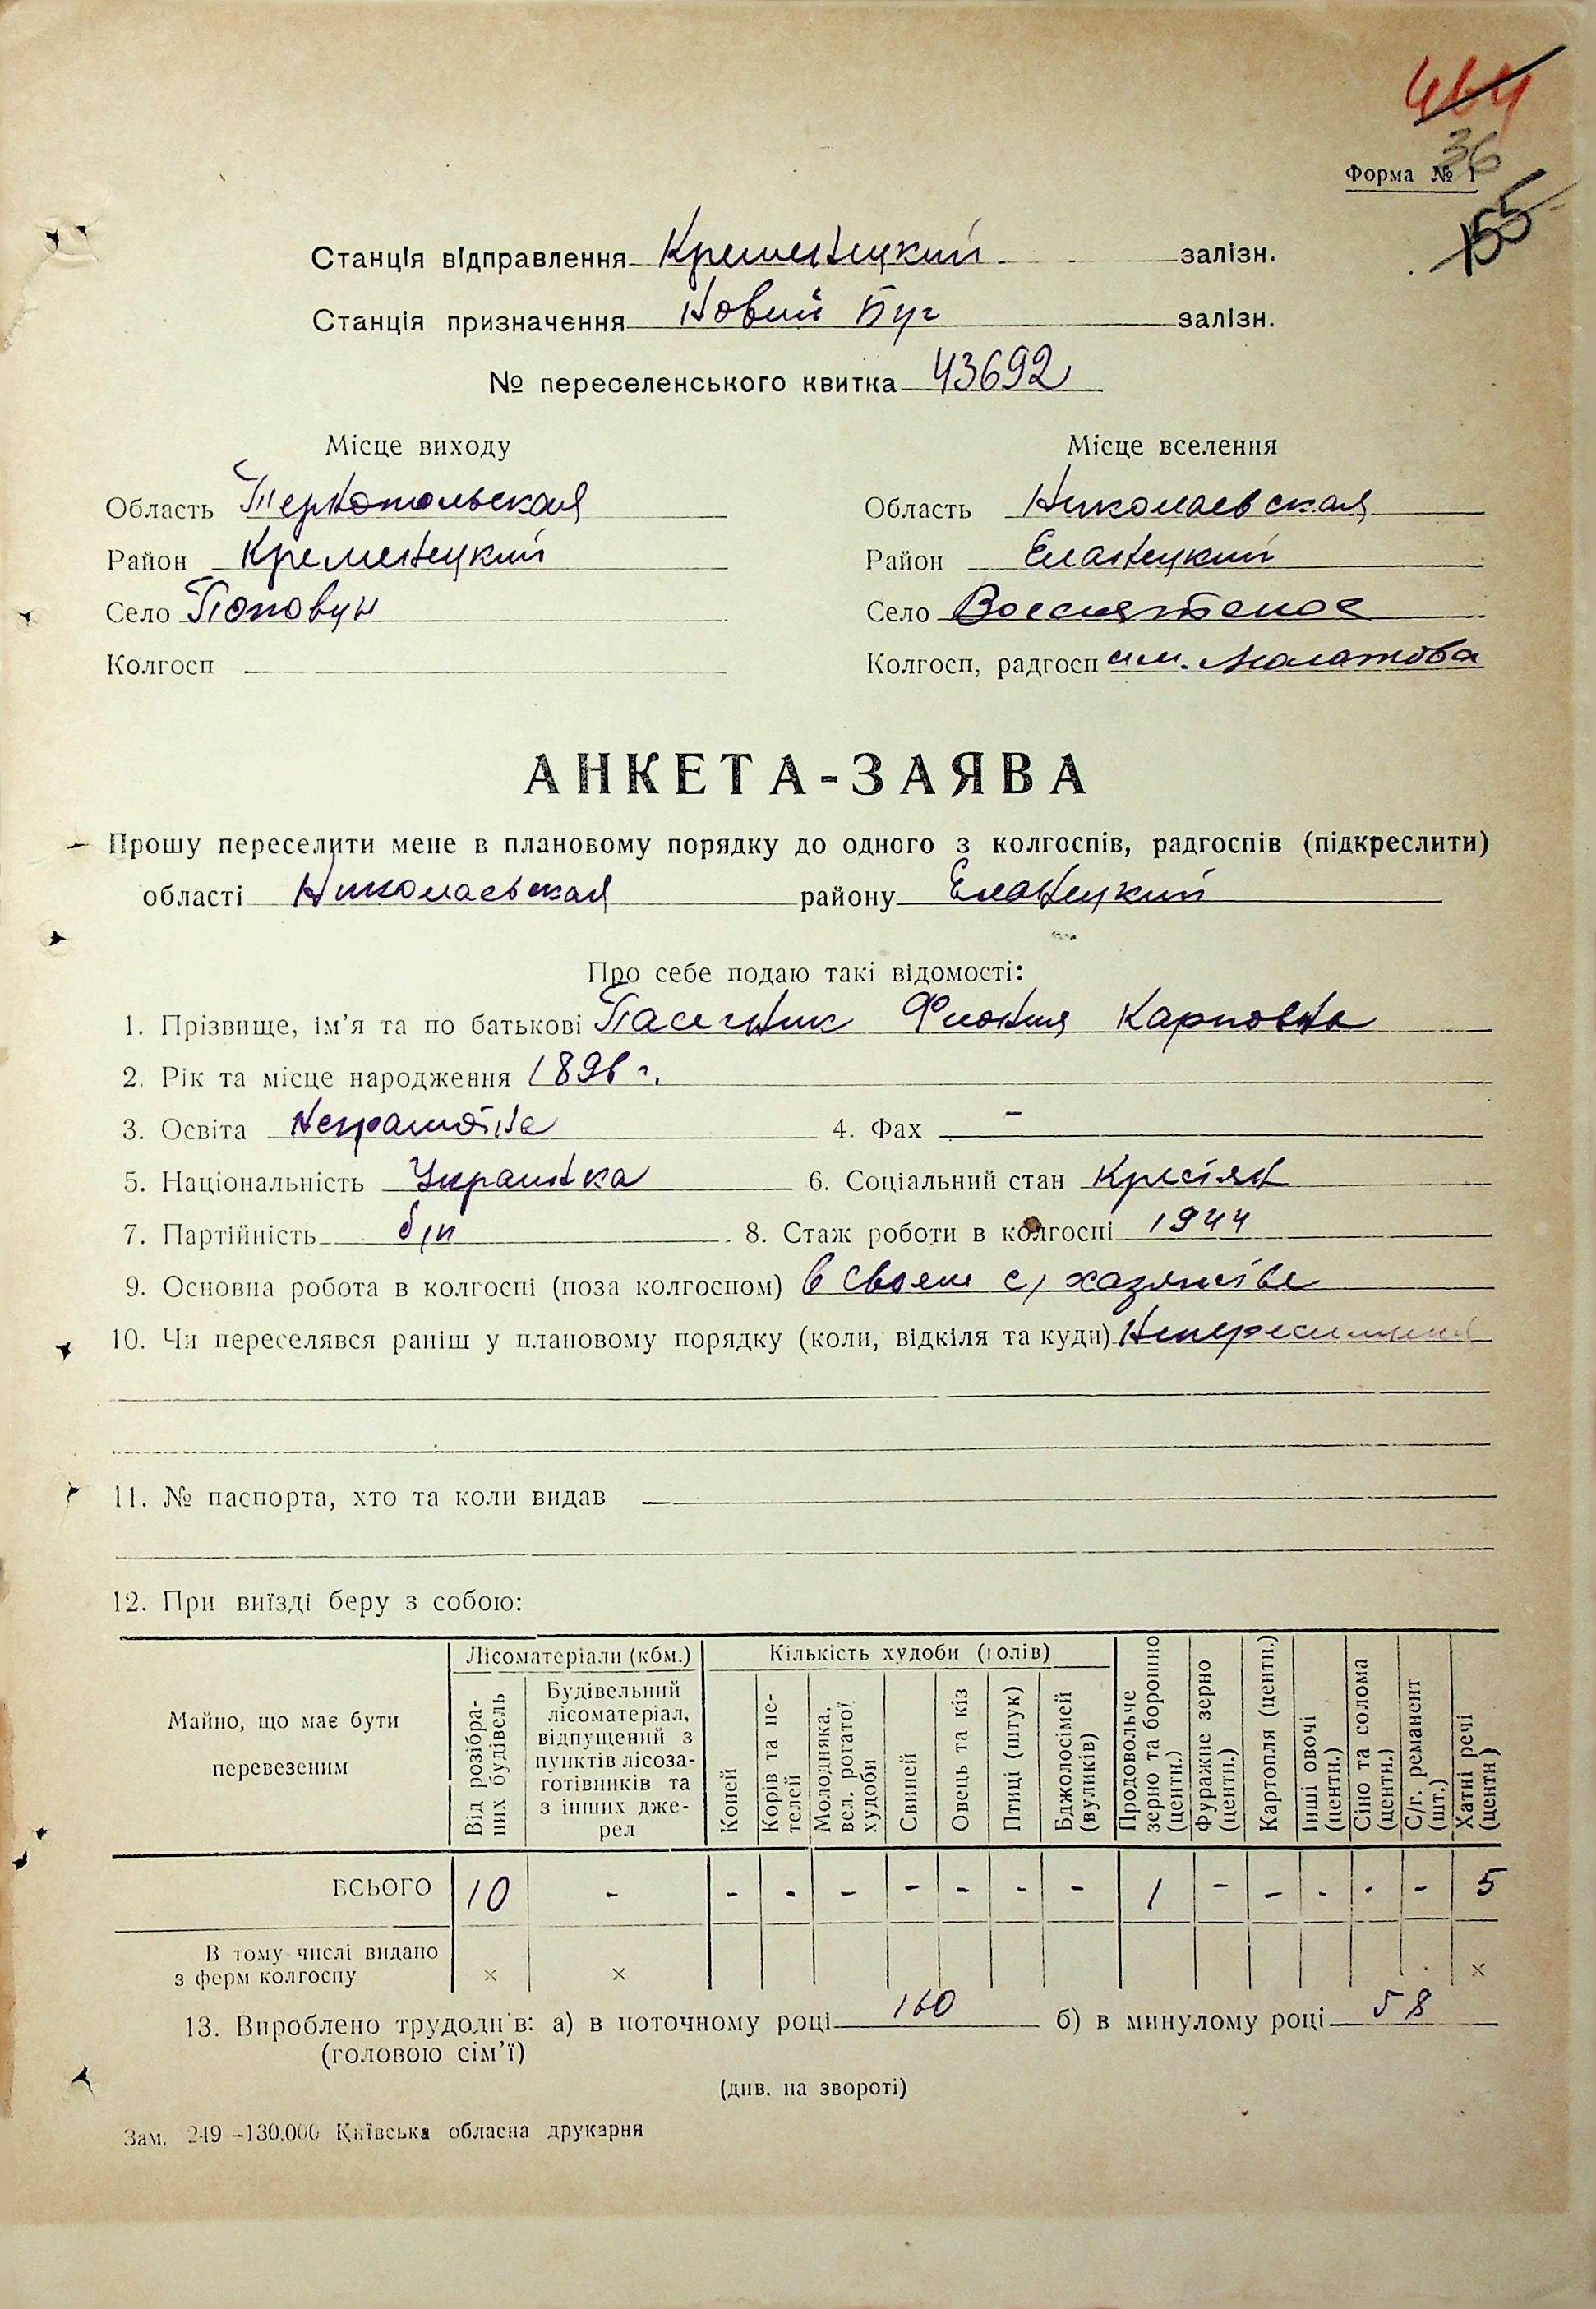 464
36
Форма № 1
155
Станція відправлення Кременецкий залізн.
Станція призначення Новий Буг залізн.
№ переселенського квитка 43692
Місце виходу
Область Тернопольская
Район Кременецкий
Село Поповцы
Колгосп
Місце вселення
Область Николаевская
Район Еланецкий
Село Возсиятское
Колгосп, радгосп им. Молотова
АНКЕТА-ЗАЯВА
Прошу переселити мене в плановому порядку до одного з колгоспів, радгоспів (підкреслити)
області Николаевская району Еланецкий
Про себе подаю такі відомості:
1. Прізвище, ім'я та по батькові Пасечник Карповна
2. Рік та місце народження 1896 г.
3. Освіта Неграмотна 4. Фах —
5. Національність Українка 6. Соціальний стан Крестян
7. Партійність б/п 8. Стаж роботи в колгоспі 1944
9. Основна робота в колгоспі (поза колгоспом) в своем с/хазяистве
10. Чи переселявся раніш у плановому порядку (коли, відкіля та куди)
11. № паспорта, хто та коли видав
12. При виїзді беру з собою:
Майно, що має бути перевезеним
Лісоматеріали (кбм.)
Від розібраних будівель
Будівельний лісоматеріал, відпущений з пунктів лісозаготівників та з інших джерел
Кількість худоби (голів)
Коней
Корів та нетелей
Молодняка, вел. рогатої худоби
Свиней
Овець та кіз
Птиці (штук)
Бджолосімей (вуликів)
Продовольче зерно та борошно (центн.)
Фуражне зерно (центн.)
Картопля (центн.)
Інші овочі (центн.)
Сіно та солома (центн.)
С/г. реманент (шт.)
Хатні речі (центн)
ВСЬОГО 10 - - - - - - - - 1 - - - - - 5
В тому числі видано з ферм колгоспу × × ×
13. Вироблено трудоднів: а) в поточному році 160 б) в минулому році 58
(головою сім'ї)
(див. на звороті)
Зам. 249 –130.000 Київська обласна друкарня